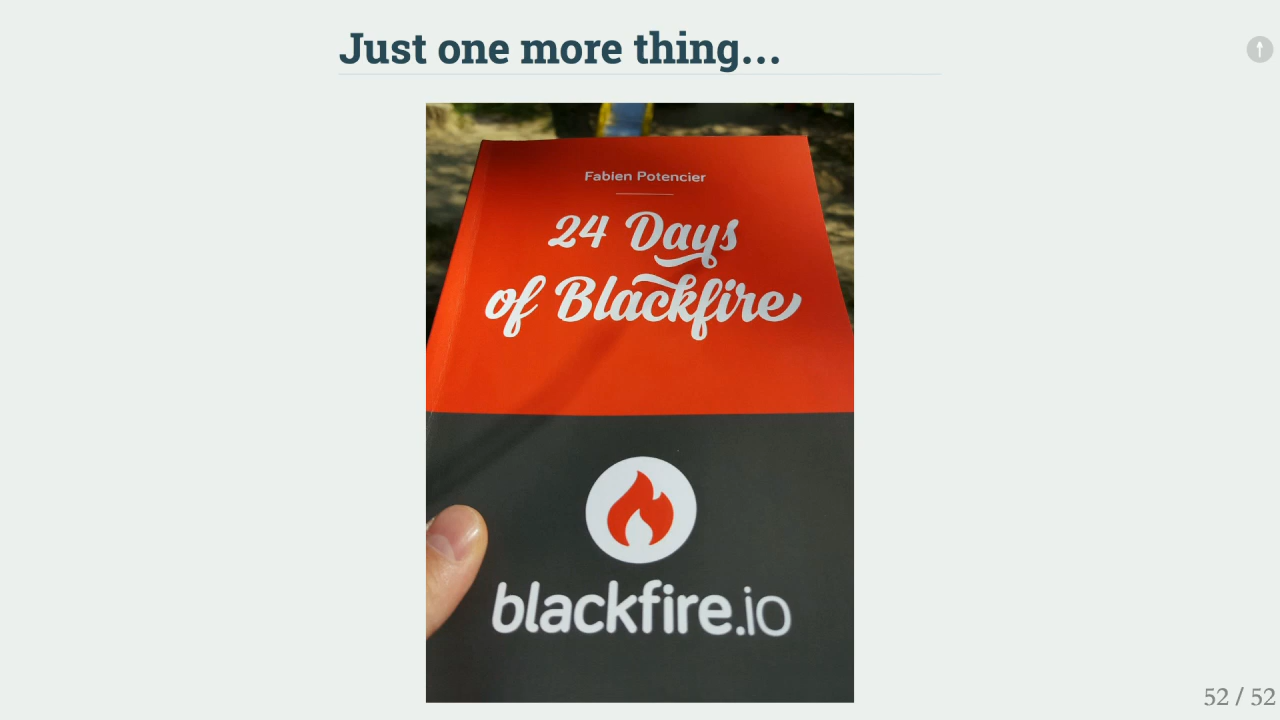 Just one more thing...
Fabien Potencier
24 Days
of Blackfire
blackfire.io
52 / 52